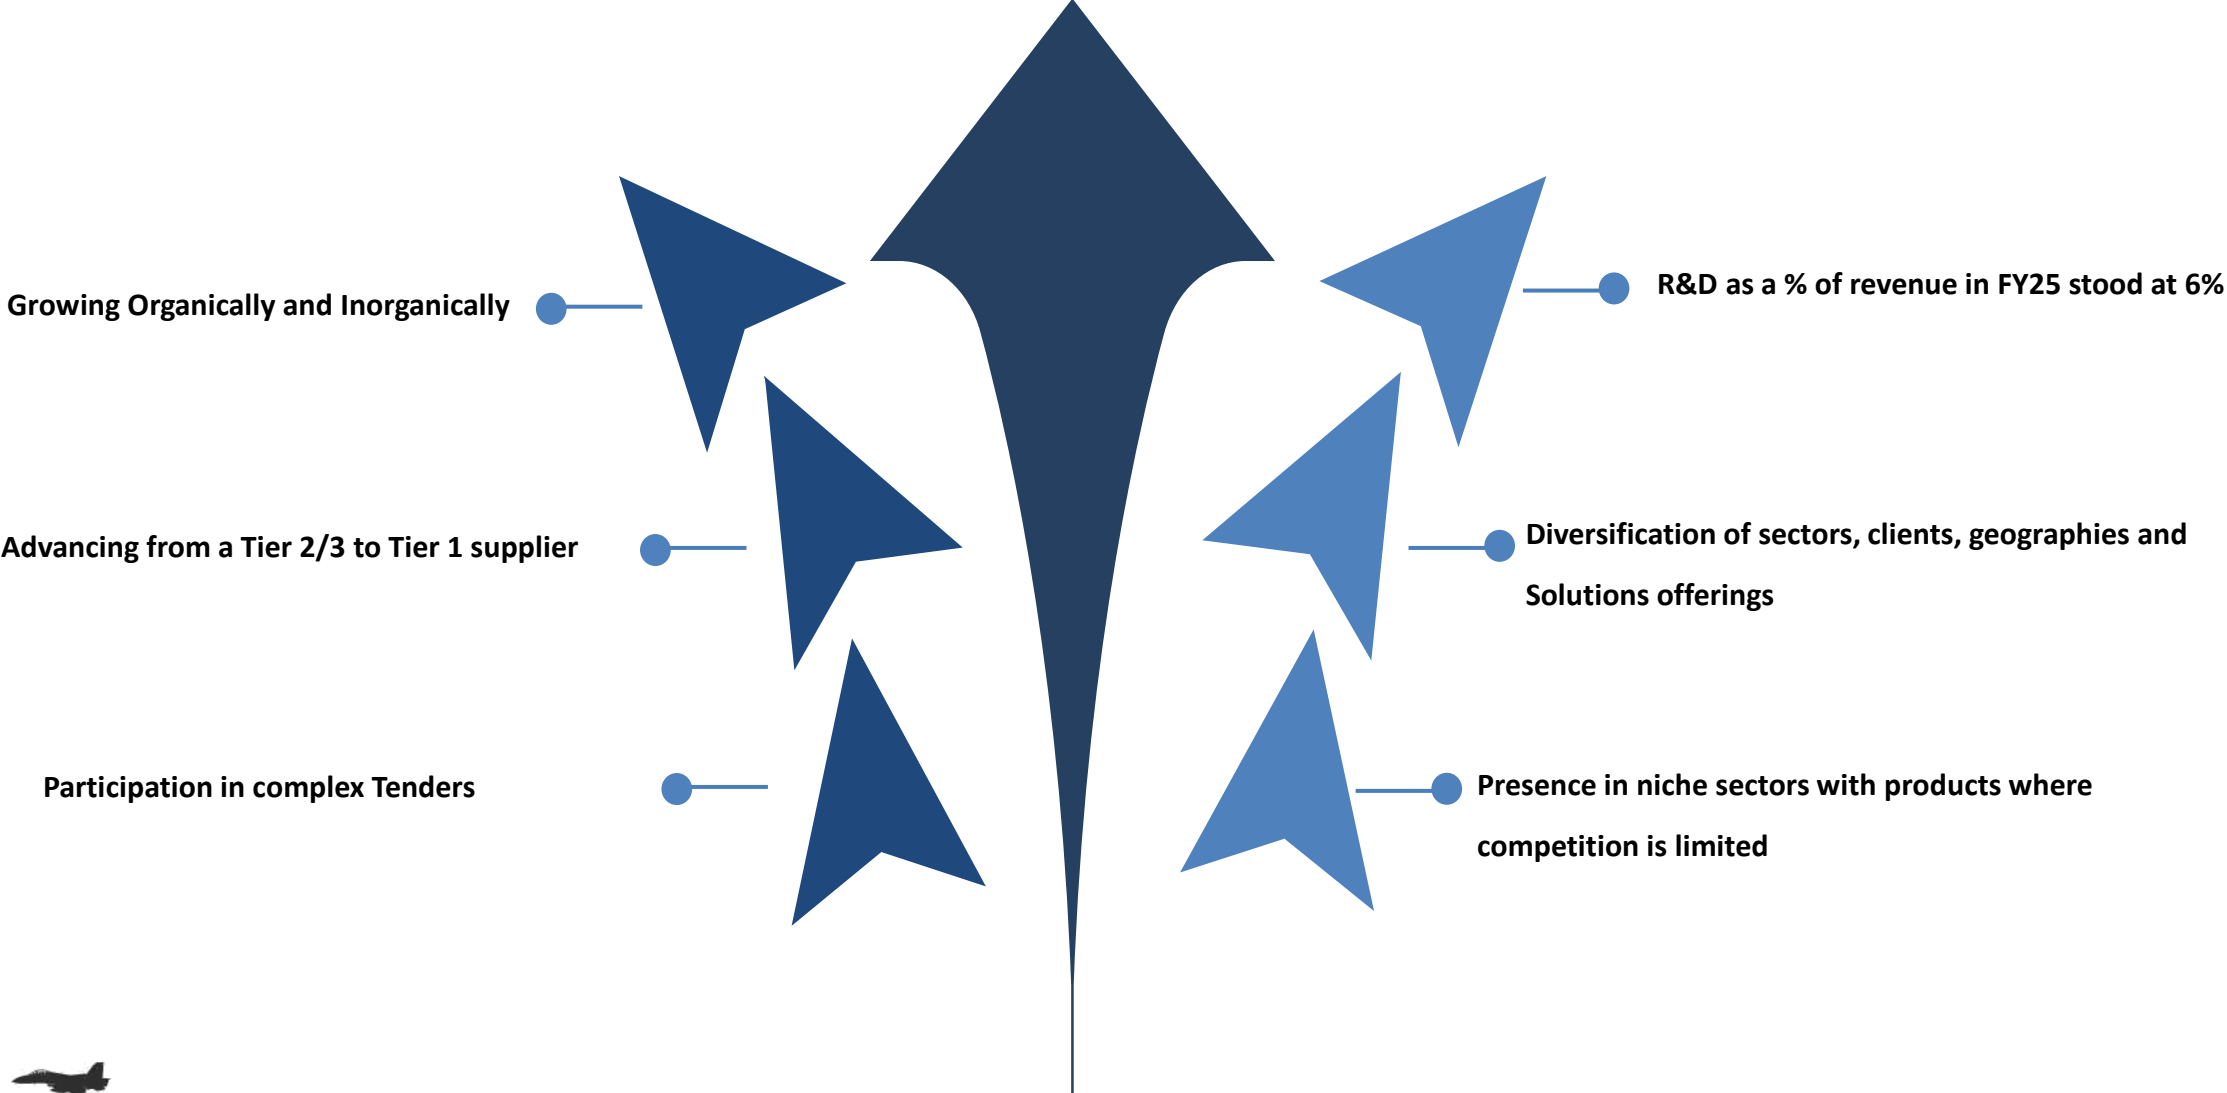 Growing Organically and Inorganically
Advancing from a Tier 2/3 to Tier 1 supplier
Participation in complex Tenders
R&D as a % of revenue in FY25 stood at 6%
Diversification of sectors, clients, geographies and
Solutions offerings
Presence in niche sectors with products where
competition is limited